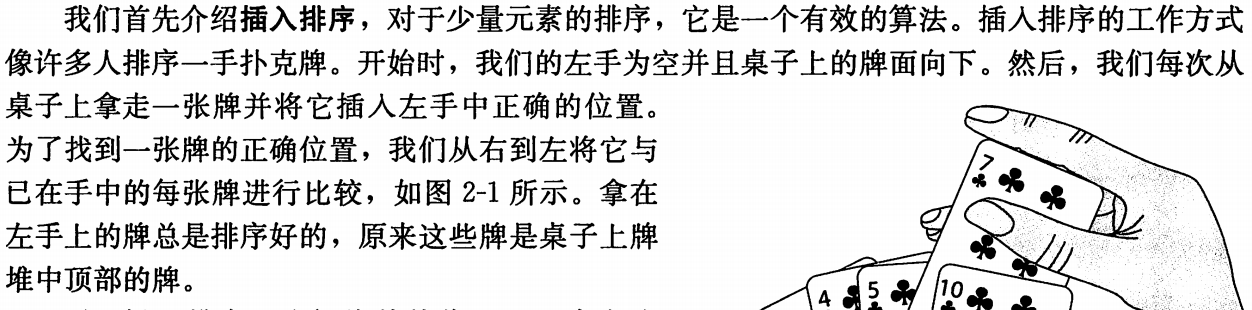 我们首先介绍插入排序，对于少量元素的排序，它是一个有效的算法。插入排序的工作方式
像许多人排序一手扑克牌。开始时，我们的左手为空并且桌子上的牌面向下。然后，我们每次从
桌子上拿走一张牌并将它插入左手中正确的位置。
为了找到一张牌的正确位置，我们从右到左将它与
已在手中的每张牌进行比较，如图 2-1 所示。拿在
左手上的牌总是排序好的，原来这些牌是桌子上牌
堆中顶部的牌。
7
4
5
10